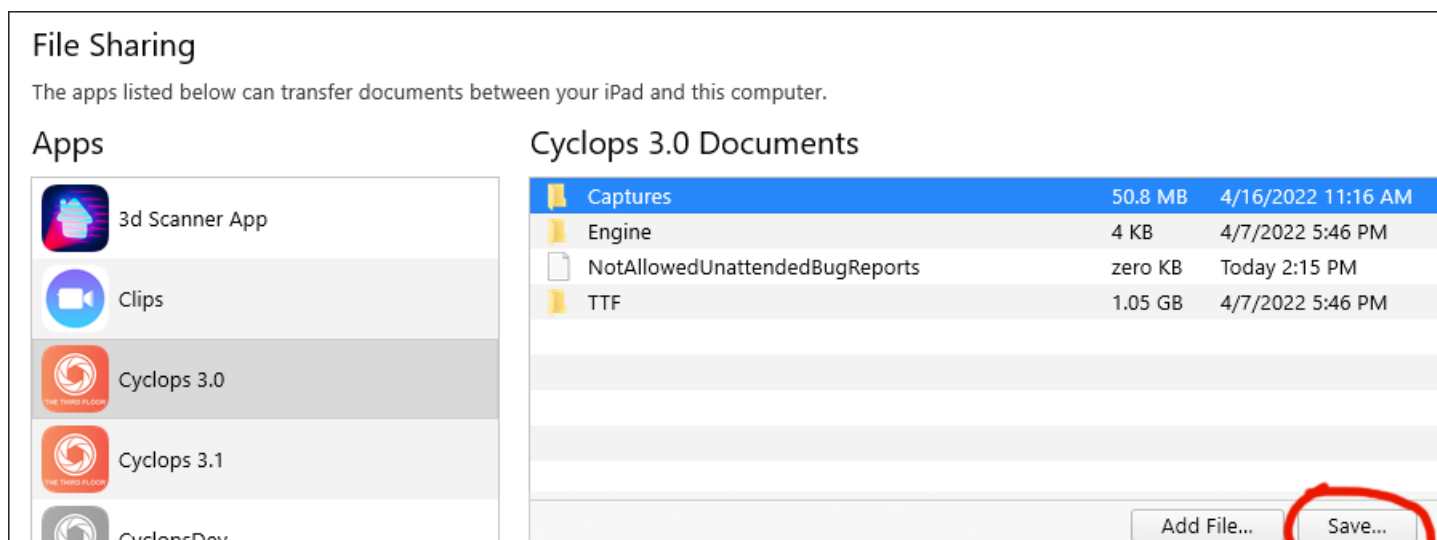 File Sharing
The apps listed below can transfer documents between your iPad and this computer.
Apps
3d Scanner App
Clips
THE THIRD FLOOR
Cyclops 3.0
THE THIRD FLOOR
Cyclops 3.1
CyclopsDev
Cyclops 3.0 Documents
Captures 50.8 MB 4/16/2022 11:16 AM
Engine 4 KB 4/7/2022 5:46 PM
NotAllowedUnattendedBugReports zero KB Today 2:15 PM
TTF 1.05 GB 4/7/2022 5:46 PM
Add File... Save...